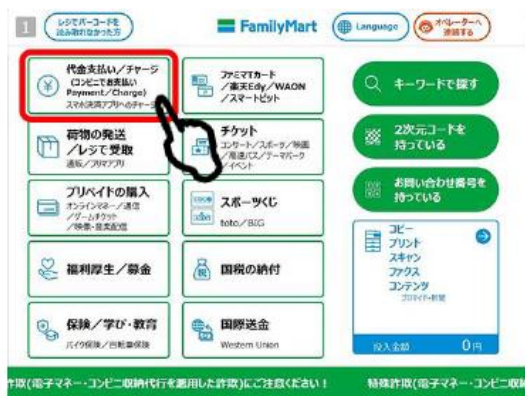 1
レジでバーコードを
読み取れなかった方
FamilyMart
Language
オペレーターへ
連絡する
代金支払い／チャージ
(コンビニでお支払い
Payment／Charge)
スマホ決済アプリへのチャージ
ファミマTカード
／楽天Edy／WAON
／スマートピット
キーワードで探す
荷物の発送
／レジで受取
通販／フリマアプリ
チケット
コンサート／スポーツ／映画
／高速バス／テーマパーク
／イベント
2次元コードを
持っている
プリペイドの購入
オンラインマネー／通信
／ゲームチケット
／映像・音楽配信
スポーツくじ
toto／BIG
お問い合わせ番号を
持っている
コピー
プリント
スキャン
ファクス
コンテンツ
福利厚生／募金
国税の納付
保険／学び・教育
バイク保険／自転車保険
国際送金
Western Union
投入金額 0円
詐欺(電子マネー・コンビニ収納代行を悪用した詐欺)にご注意ください！ 特殊詐欺(電子マネー・コンビニ収納